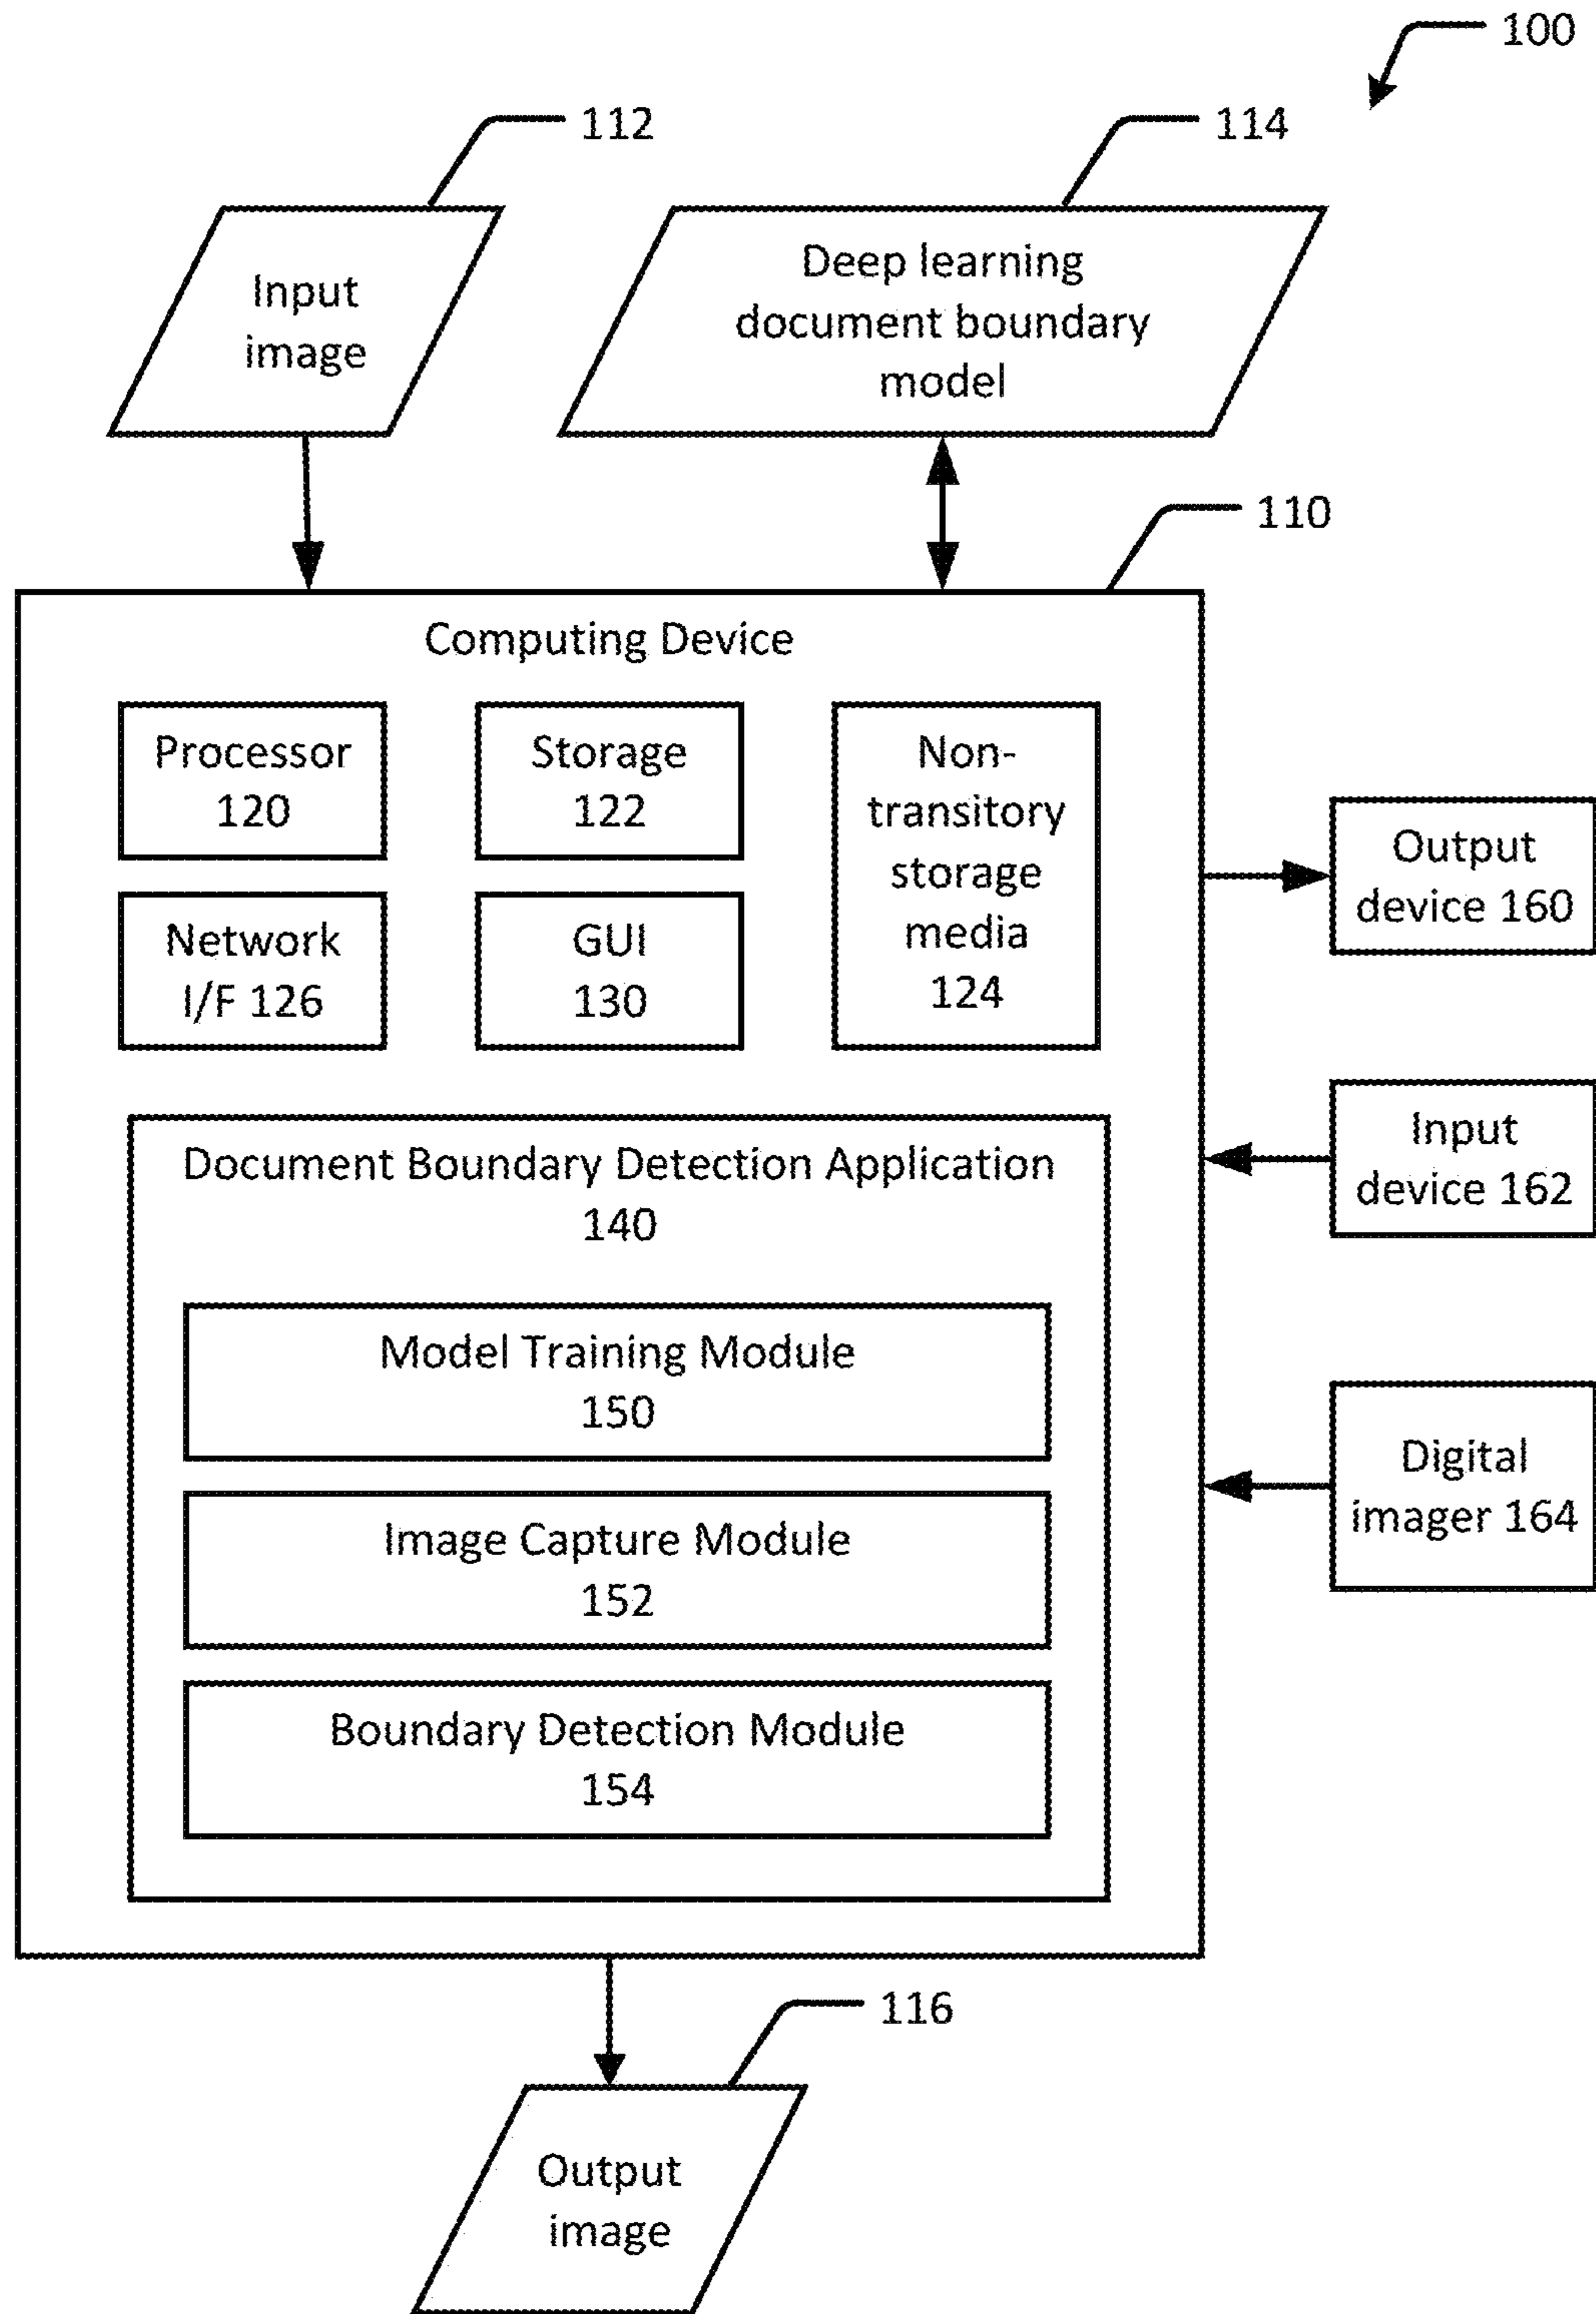 100
112
114
Input
image
Deep learning
document boundary
model
110
Computing Device
Processor
120
Storage
122
Non-
transitory
storage
media
124
Network
I/F 126
GUI
130
Output
device 160
Input
device 162
Digital
imager 164
Document Boundary Detection Application
140
Model Training Module
150
Image Capture Module
152
Boundary Detection Module
154
116
Output
image